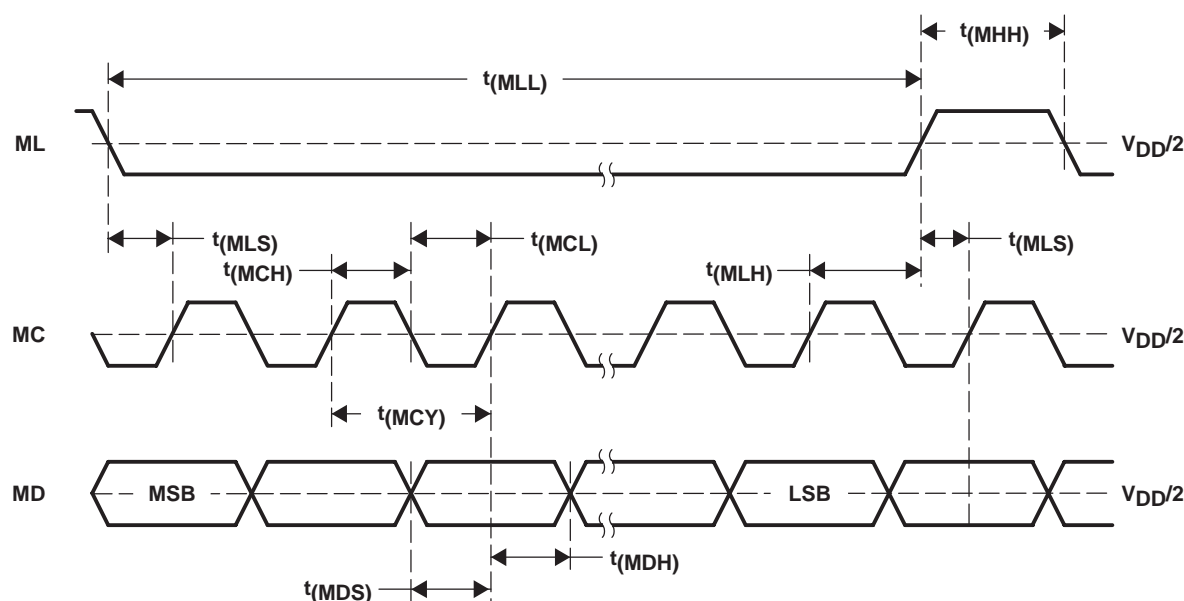 t(MHH)
t(MLL)
ML
VDD/2
t(MLS)
t(MCL)
t(MLS)
t(MCH)
t(MLH)
MC
VDD/2
t(MCY)
MD
MSB
LSB
VDD/2
t(MDH)
t(MDS)